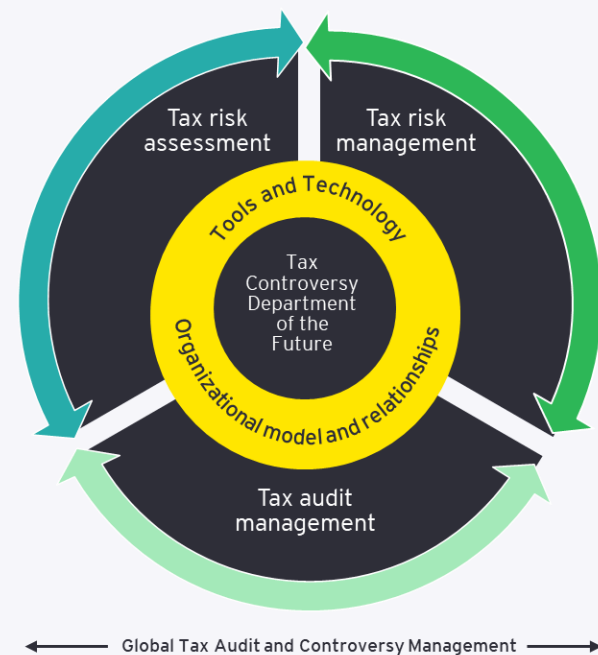 Tax risk
assessment
Tax risk
management
Tools and Technology
Tax
Controversy
Department
of the
Future
Organizational model and relationships
Tax audit
management
Global Tax Audit and Controversy Management